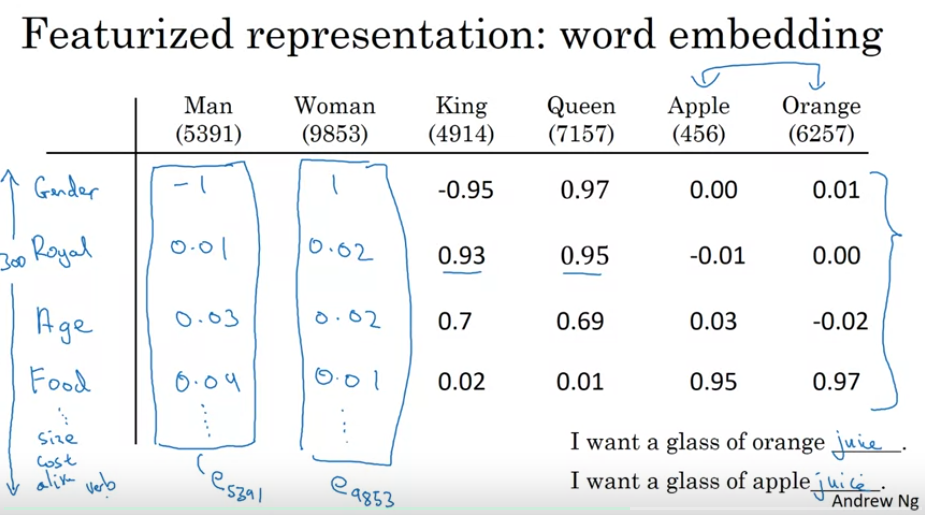 Featurized representation: word embedding
Man Woman King Queen Apple Orange
(5391) (9853) (4914) (7157) (456) (6257)
Gender -1 1 -0.95 0.97 0.00 0.01
300 Royal 0.01 0.02 0.93 0.95 -0.01 0.00
Age 0.03 0.02 0.7 0.69 0.03 -0.02
Food 0.04 0.01 0.02 0.01 0.95 0.97
size
cost
alive verb
e5391 e9853
I want a glass of orange juice.
I want a glass of apple juice.
Andrew Ng